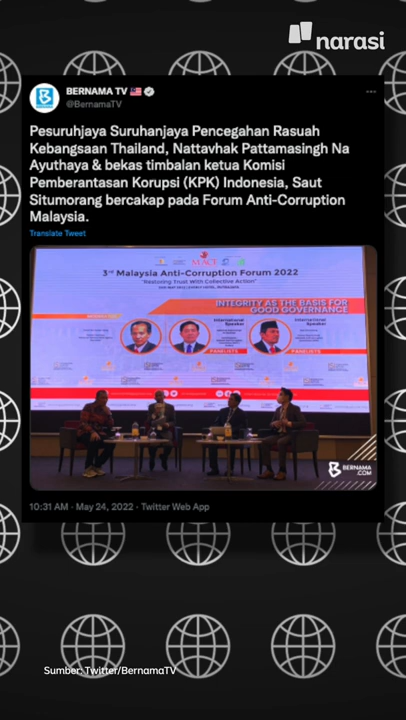 narasi
BERNAMA TV
@BernamaTV
Pesuruhjaya Suruhanjaya Pencegahan Rasuah
Kebangsaan Thailand, Nattavhak Pattamasingh Na
Ayuthaya & bekas timbalan ketua Komisi
Pemberantasan Korupsi (KPK) Indonesia, Saut
Situmorang bercakap pada Forum Anti-Corruption
Malaysia.
Translate Tweet
3rd Malaysia Anti-Corruption Forum 2022
"Restoring Trust With Collective Action"
INTEGRITY AS THE BASIS FOR
GOOD GOVERNANCE
International
Speaker
International
Speaker
PANELISTS
PANELISTS
BERNAMA
.COM
10:31 AM · May 24, 2022 · Twitter Web App
Sumber: Twitter/BernamaTV